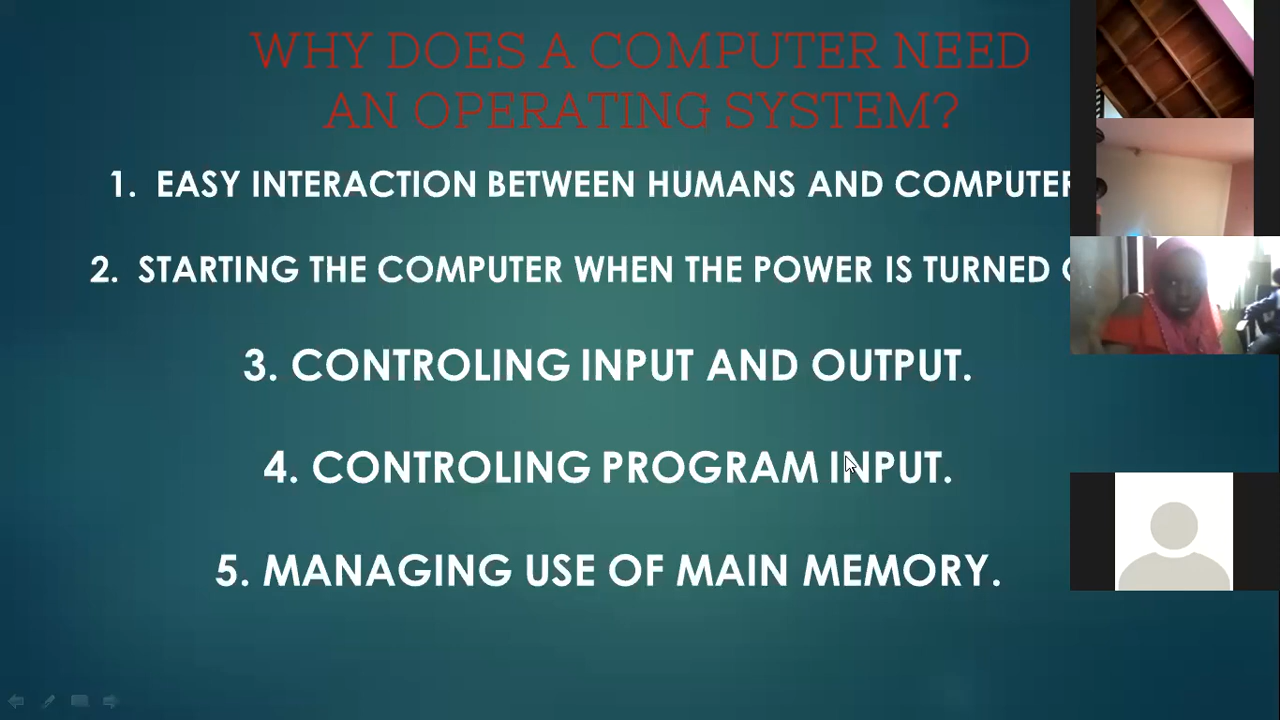 WHY DOES A COMPUTER NEED
AN OPERATING SYSTEM?
1. EASY INTERACTION BETWEEN HUMANS AND COMPUTER
2. STARTING THE COMPUTER WHEN THE POWER IS TURNED
3. CONTROLING INPUT AND OUTPUT.
4. CONTROLING PROGRAM INPUT.
5. MANAGING USE OF MAIN MEMORY.